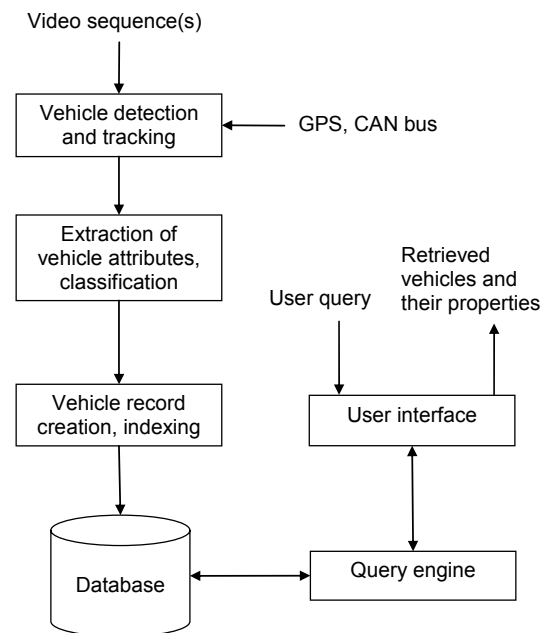 Video sequence(s)
Vehicle detection
and tracking
GPS, CAN bus
Extraction of
vehicle attributes,
classification
Retrieved
vehicles and
their properties
User query
Vehicle record
creation, indexing
User interface
Database
Query engine